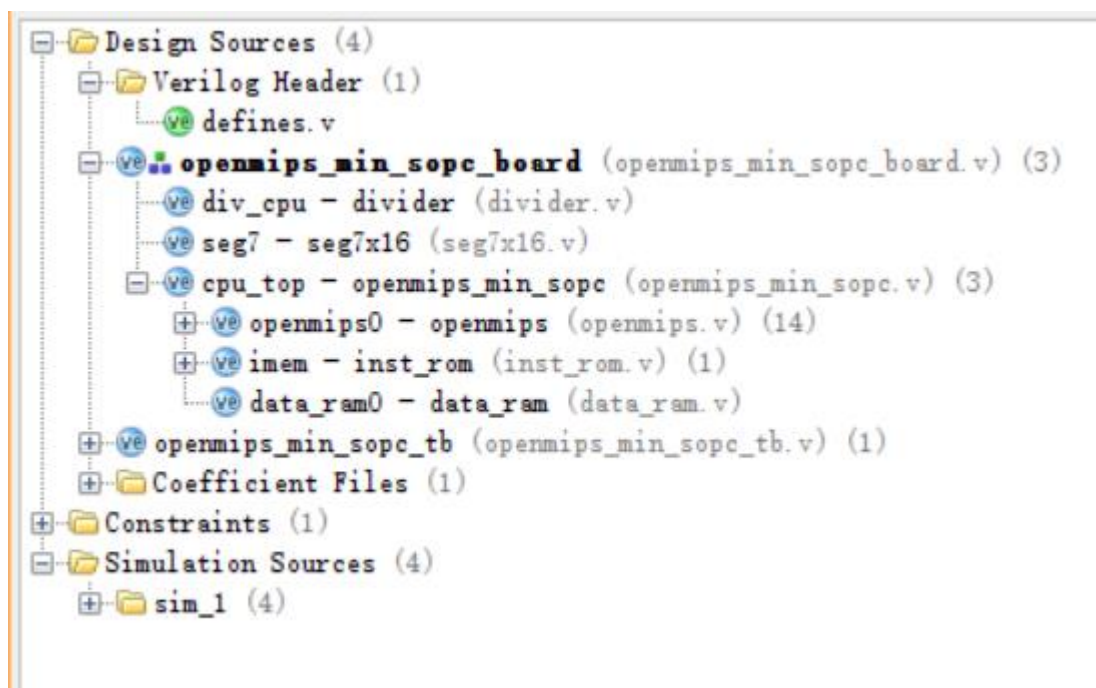 Design Sources (4)
Verilog Header (1)
defines.v
openmips_min_sopc_board (openmips_min_sopc_board.v) (3)
div_cpu - divider (divider.v)
seg7 - seg7x16 (seg7x16.v)
cpu_top - openmips_min_sopc (openmips_min_sopc.v) (3)
openmips0 - openmips (openmips.v) (14)
imem - inst_rom (inst_rom.v) (1)
data_ram0 - data_ram (data_ram.v)
openmips_min_sopc_tb (openmips_min_sopc_tb.v) (1)
Coefficient Files (1)
Constraints (1)
Simulation Sources (4)
sim_1 (4)